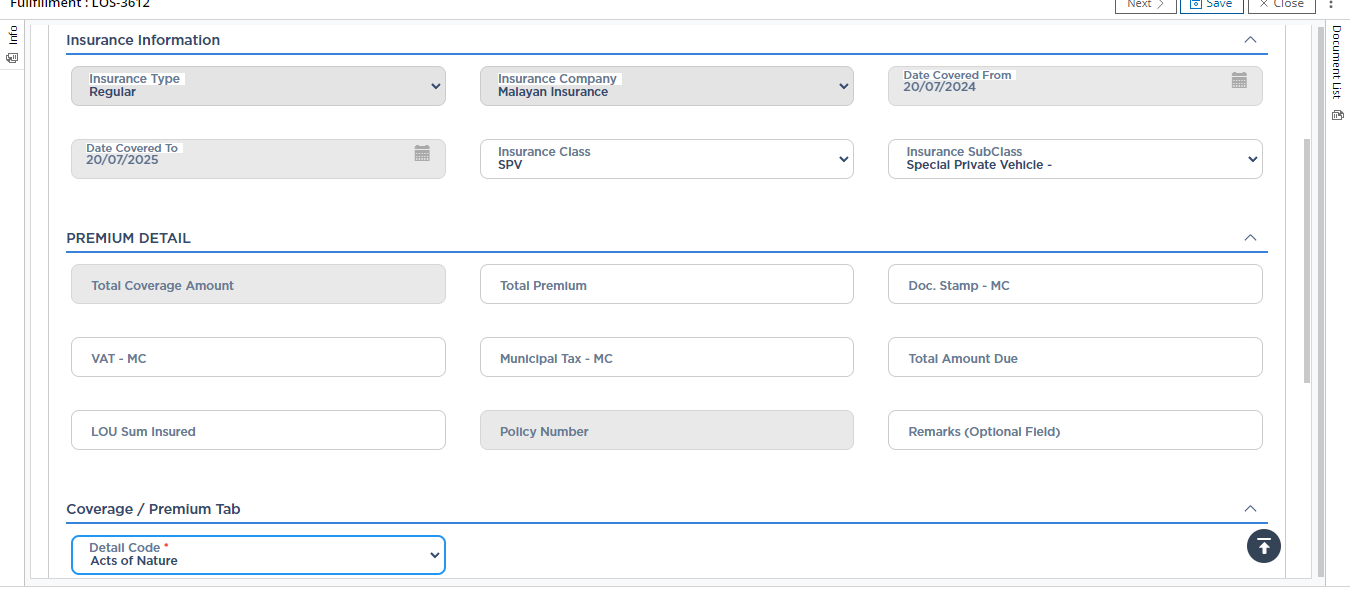 Fullfillment : LOS-3612
Next
Save
Close
Info
Document List
Insurance Information
Insurance Type
Regular
Insurance Company
Malayan Insurance
Date Covered From
20/07/2024
Date Covered To
20/07/2025
Insurance Class
SPV
Insurance SubClass
Special Private Vehicle -
PREMIUM DETAIL
Total Coverage Amount
Total Premium
Doc. Stamp - MC
VAT - MC
Municipal Tax - MC
Total Amount Due
LOU Sum Insured
Policy Number
Remarks (Optional Field)
Coverage / Premium Tab
Detail Code *
Acts of Nature